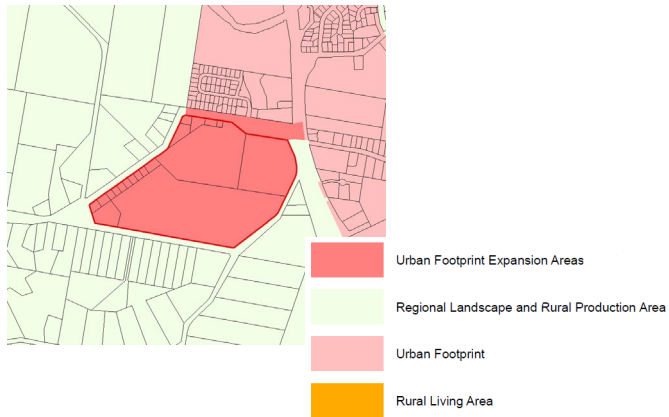 Urban Footprint Expansion Areas
Regional Landscape and Rural Production Area
Urban Footprint
Rural Living Area